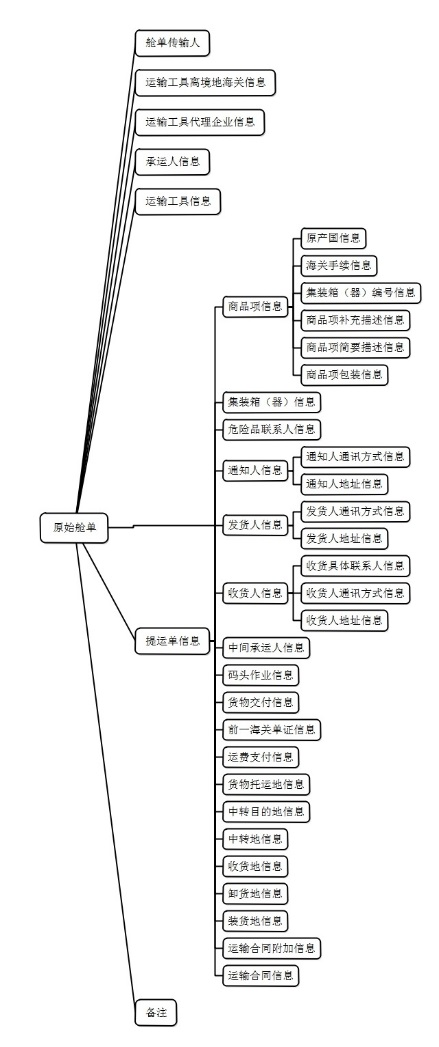 舱单传输人
运输工具离境地海关信息
运输工具代理企业信息
承运人信息
运输工具信息
原产国信息
海关手续信息
集装箱（器）编号信息
商品项信息
商品项补充描述信息
商品项简要描述信息
商品项包装信息
集装箱（器）信息
危险品联系人信息
通知人通讯方式信息
通知人信息
通知人地址信息
发货人通讯方式信息
原始舱单
发货人信息
发货人地址信息
收货具体联系人信息
收货人信息
收货人通讯方式信息
收货人地址信息
提运单信息
中间承运人信息
码头作业信息
货物交付信息
前一海关单证信息
运费支付信息
货物托运地信息
中转目的地信息
中转地信息
收货地信息
卸货地信息
装货地信息
运输合同附加信息
运输合同信息
备注